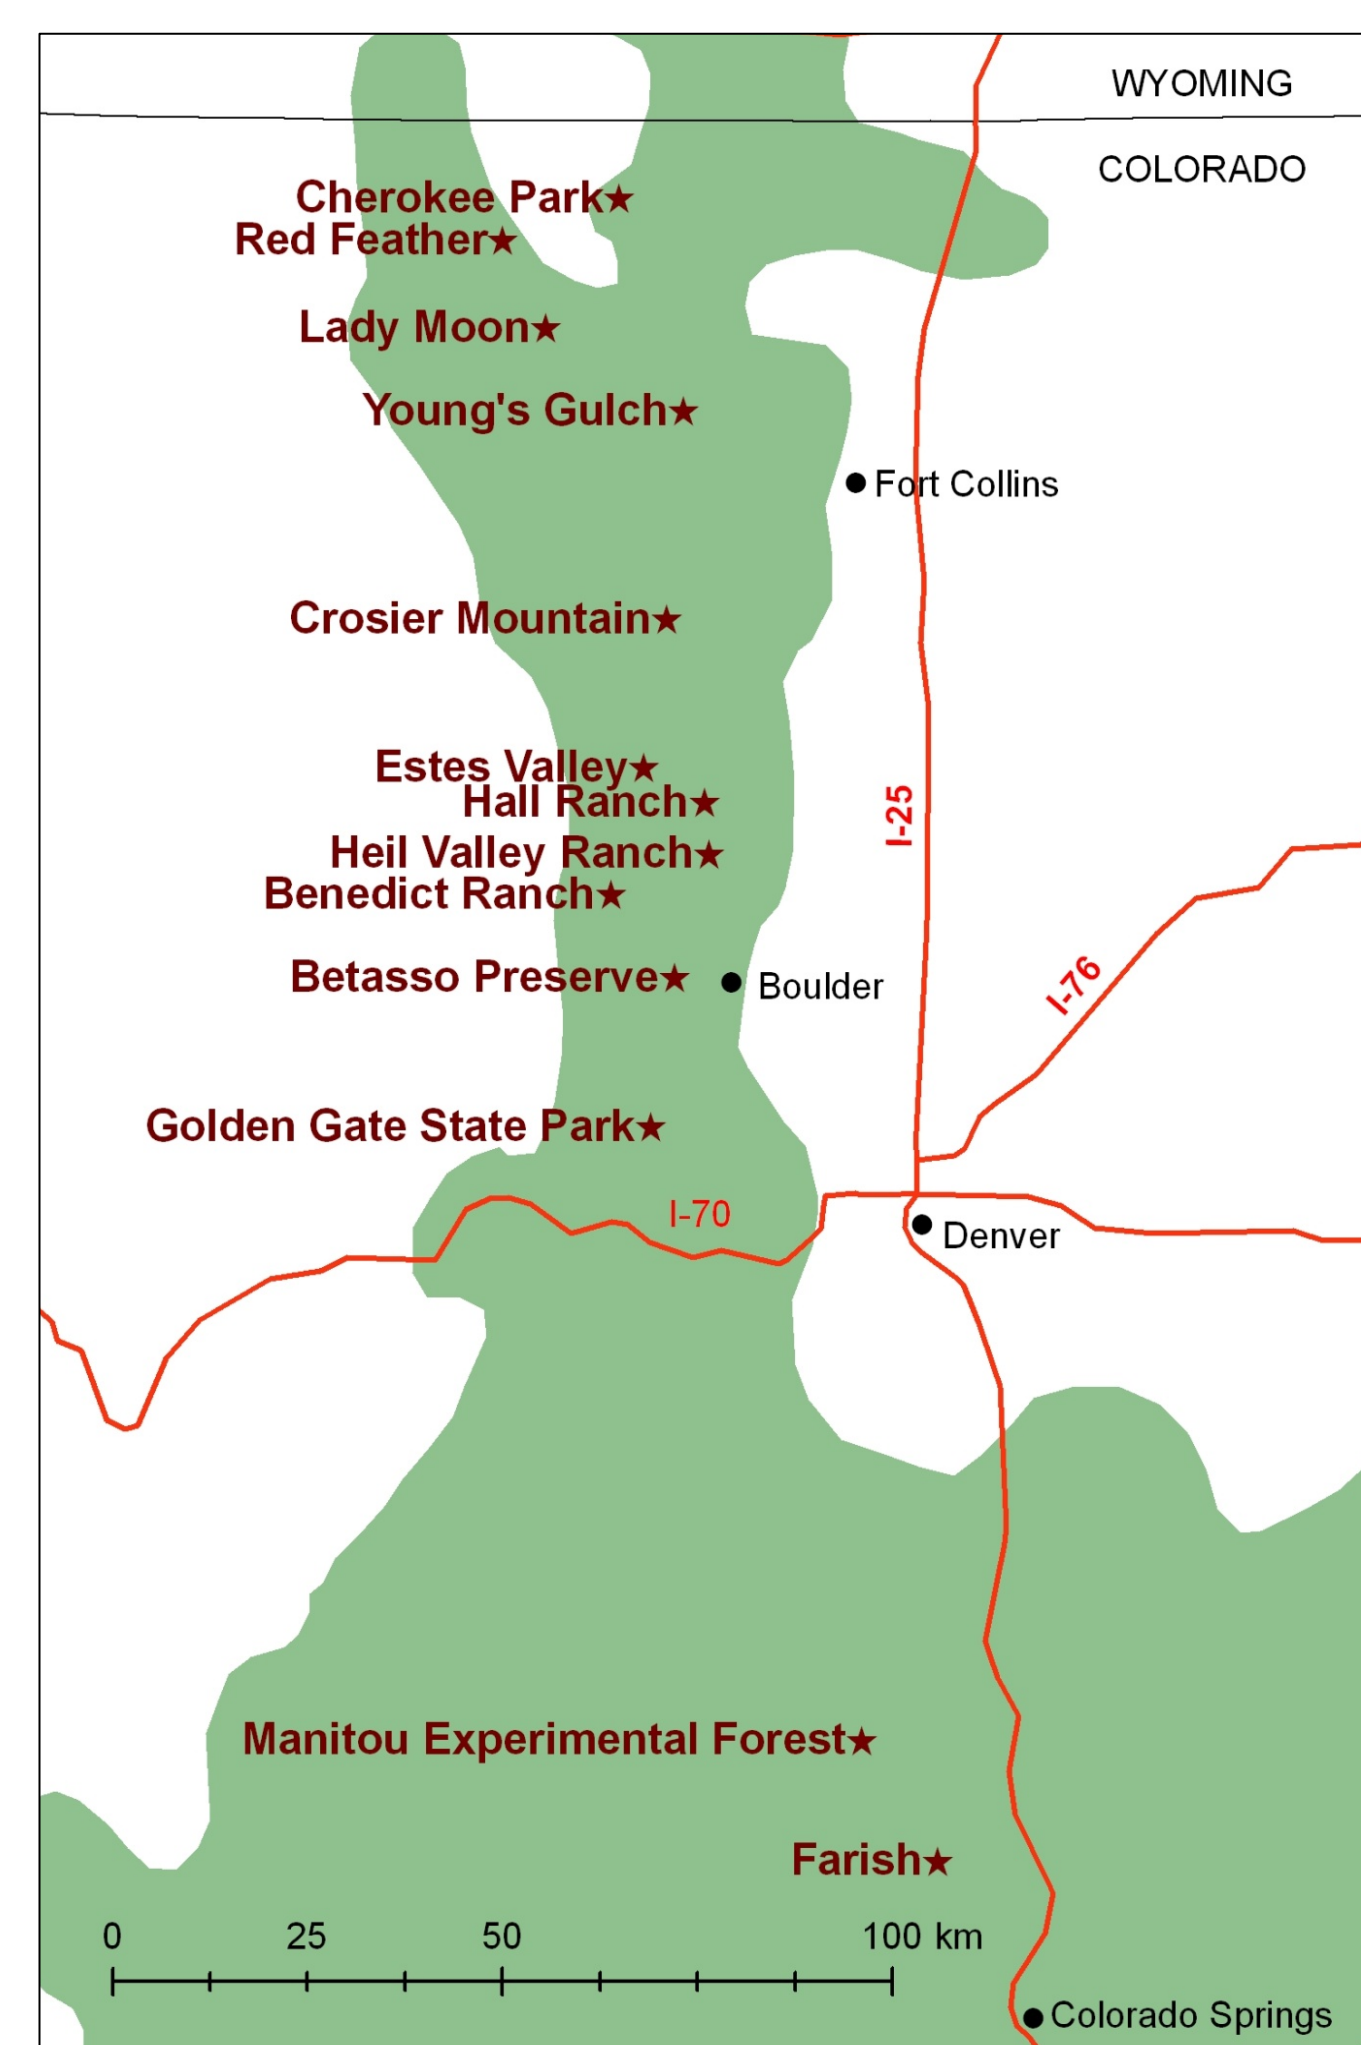 WYOMING
COLORADO
Cherokee Park
Red Feather
Lady Moon
Young's Gulch
Fort Collins
Crosier Mountain
Estes Valley
Hall Ranch
I-25
Heil Valley Ranch
Benedict Ranch
I-76
Betasso Preserve
Boulder
Golden Gate State Park
I-70
Denver
Manitou Experimental Forest
Farish
0 25 50 100 km
Colorado Springs